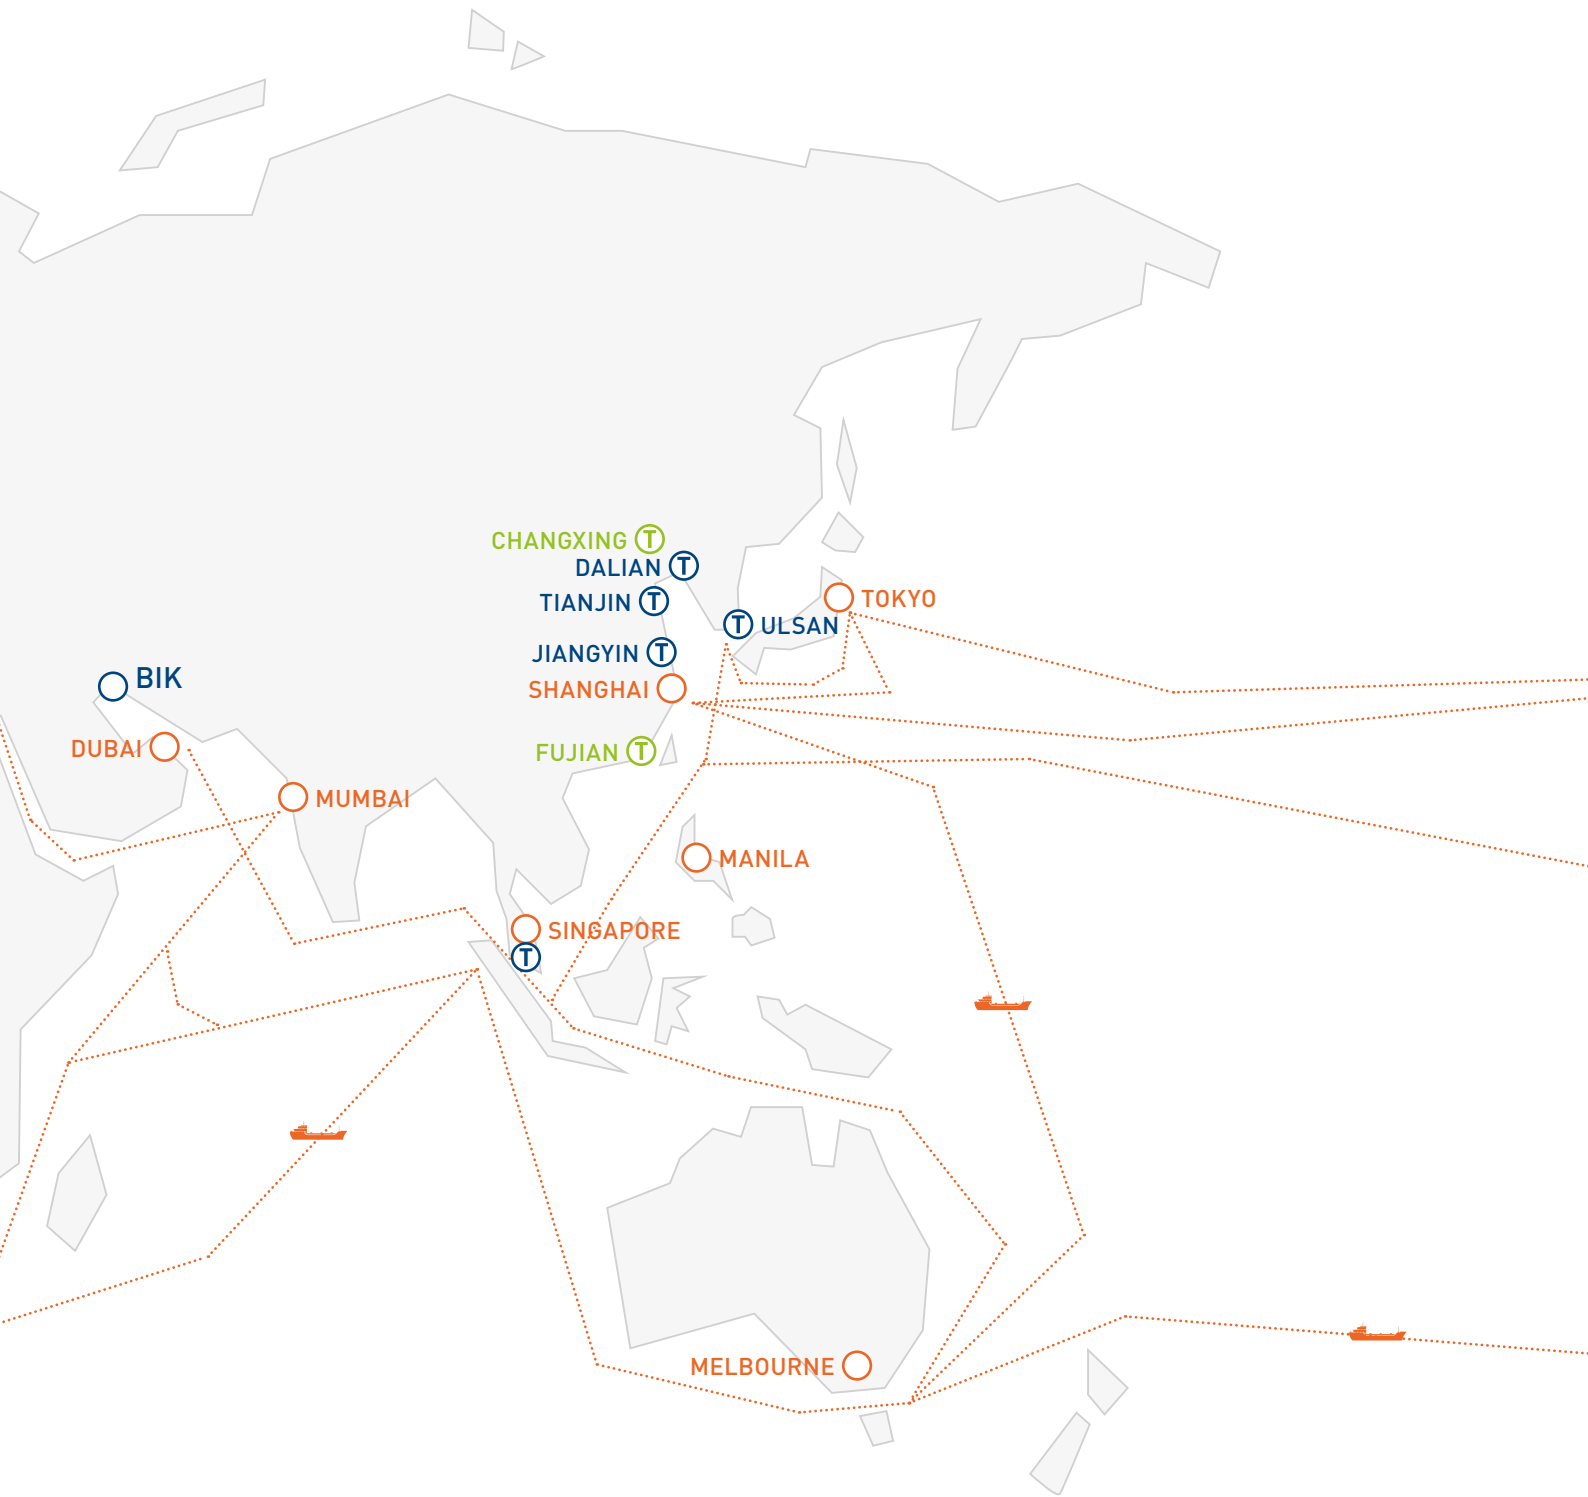 CHANGXING T
DALIAN T
TIANJIN T
TOKYO
T ULSAN
JIANGYIN T
BIK
SHANGHAI
DUBAI
FUJIAN T
MUMBAI
MANILA
SINGAPORE
T
MELBOURNE